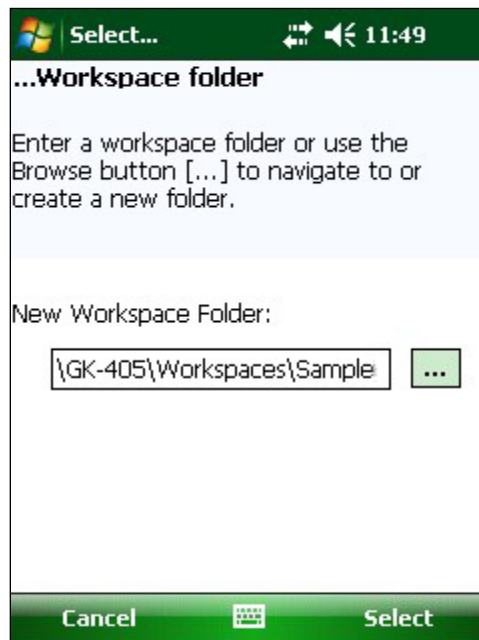 Select... 11:49
...Workspace folder
Enter a workspace folder or use the
Browse button [...] to navigate to or
create a new folder.
New Workspace Folder:
\GK-405\Workspaces\Sample
...
Cancel Select